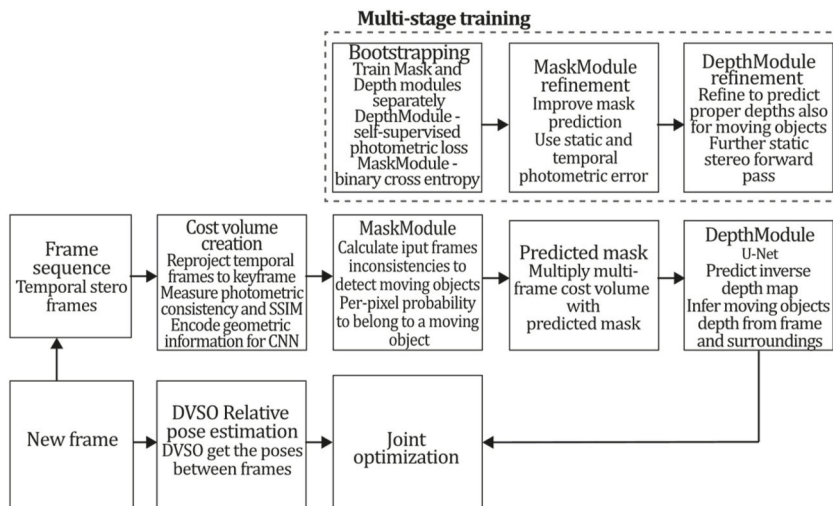 Multi-stage training
Bootstrapping
Train Mask and
Depth modules
separately
DepthModule -
self-supervised
photometric loss
MaskModule -
binary cross entropy
MaskModule
refinement
Improve mask
prediction
Use static and
temporal
photometric error
DepthModule
refinement
Refine to predict
proper depths also
for moving objects
Further static
stereo forward
pass
Frame
sequence
Temporal stero
frames
Cost volume
creation
Reproject temporal
frames to keyframe
Measure photometric
consistency and SSIM
Encode geometric
information for CNN
MaskModule
Calculate input frames
inconsistencies to
detect moving objects
Per-pixel probability
to belong to a moving
object
Predicted mask
Multiply multi-
frame cost volume
with
predicted mask
DepthModule
U-Net
Predict inverse
depth map
Infer moving objects
depth from frame
and surroundings
New frame
DVSO Relative
pose estimation
DVSO get the poses
between frames
Joint
optimization